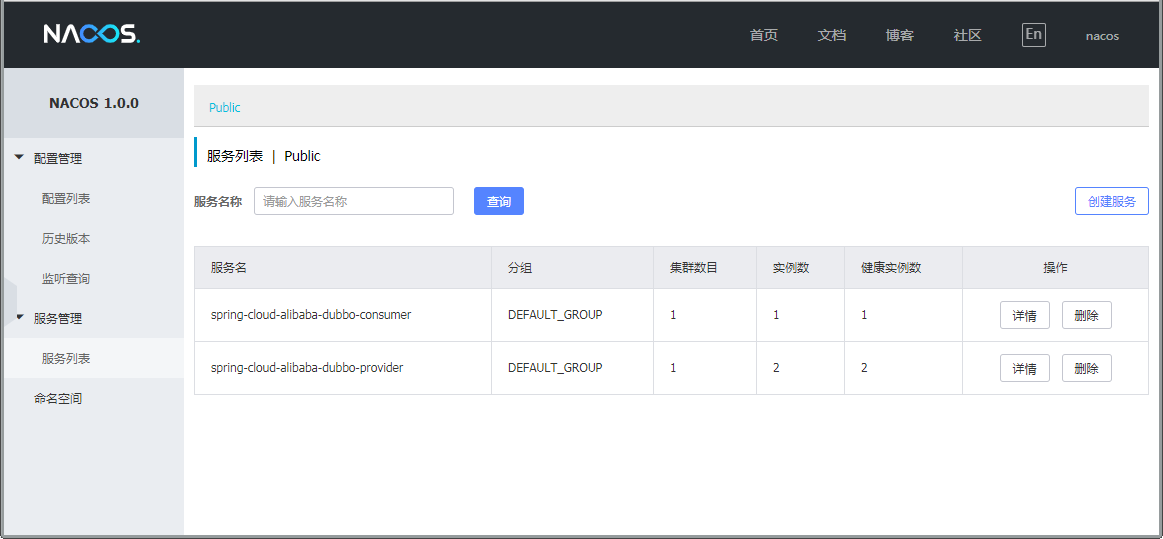 NACOS.
首页 文档 博客 社区 En nacos
NACOS 1.0.0
配置管理
配置列表
历史版本
监听查询
服务管理
服务列表
命名空间
Public
服务列表 | Public
服务名称 请输入服务名称 查询 创建服务
服务名 分组 集群数目 实例数 健康实例数 操作
spring-cloud-alibaba-dubbo-consumer DEFAULT_GROUP 1 1 1 详情 删除
spring-cloud-alibaba-dubbo-provider DEFAULT_GROUP 1 2 2 详情 删除